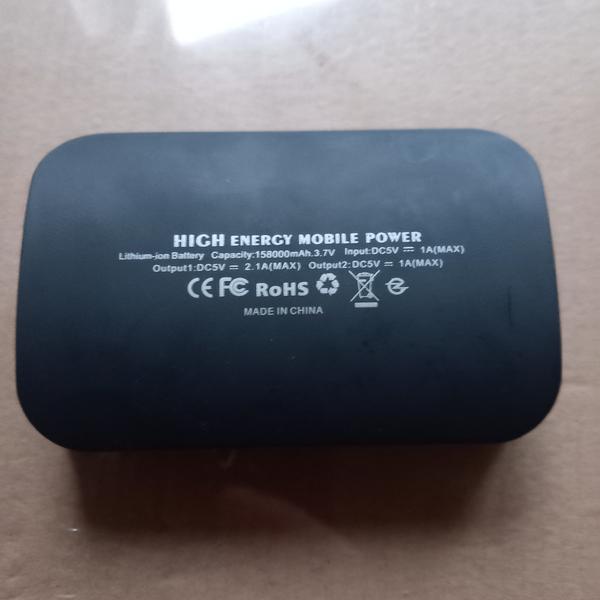 HIGH ENERGY MOBILE POWER
Lithium-ion Battery Capacity:158000mAh.3.7V Input:DC5V ⎓ 1A(MAX)
Output1:DC5V ⎓ 2.1A(MAX) Output2:DC5V ⎓ 1A(MAX)
CE FC RoHS
MADE IN CHINA